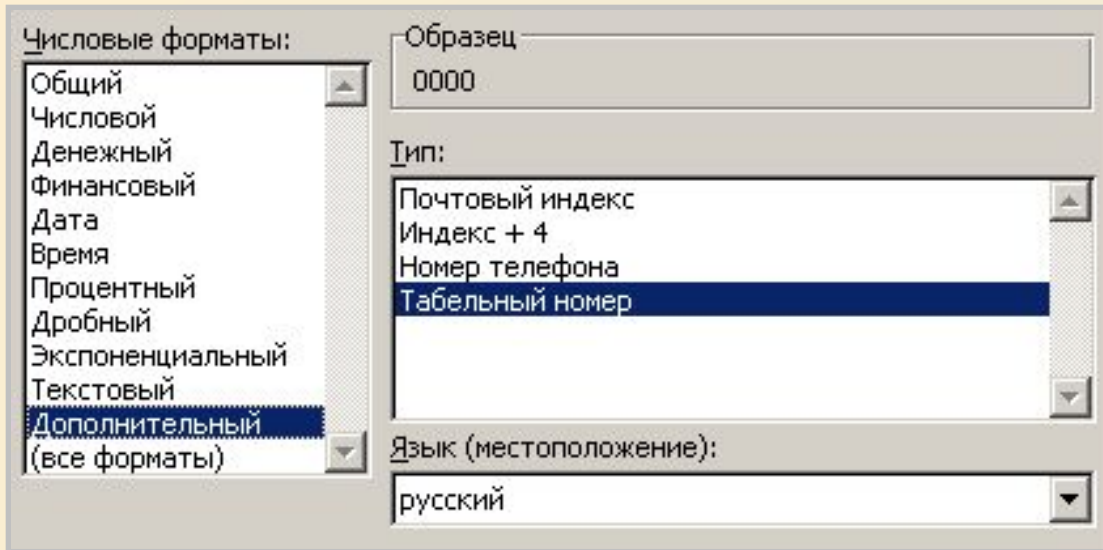 Числовые форматы:
Общий
Числовой
Денежный
Финансовый
Дата
Время
Процентный
Дробный
Экспоненциальный
Текстовый
Дополнительный
(все форматы)
Образец
0000
Тип:
Почтовый индекс
Индекс + 4
Номер телефона
Табельный номер
Язык (местоположение):
русский